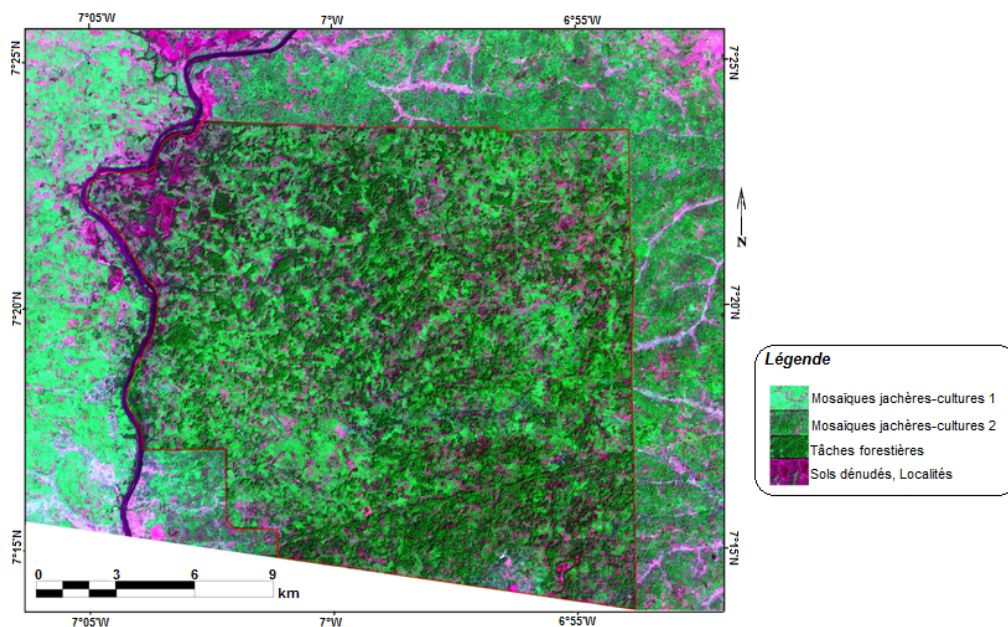 7°05'W 7°W 6°55'W
7°25'N 7°25'N
N
7°20'N 7°20'N
Légende
Mosaïques jachères-cultures 1
Mosaïques jachères-cultures 2
Tâches forestières
Sols dénudés, Localités
7°15'N 7°15'N
0 3 6 9
km
7°05'W 7°W 6°55'W